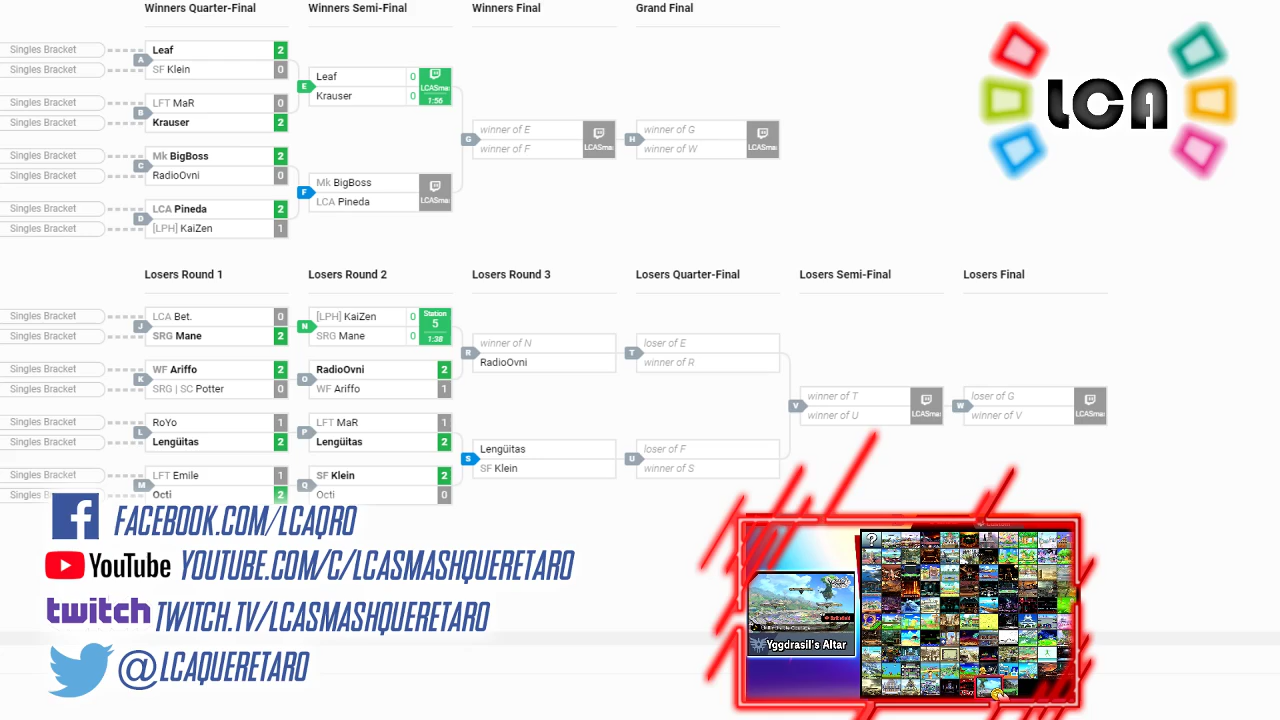 Winners Quarter-Final
Winners Semi-Final
Winners Final
Grand Final
Singles Bracket
Singles Bracket
A
Leaf 2
SF Klein 0
Singles Bracket
Singles Bracket
B
LFT MaR 0
Krauser 2
Singles Bracket
Singles Bracket
C
Mk BigBoss 2
RadioOvni 0
Singles Bracket
Singles Bracket
D
LCA Pineda 2
[LPH] KaiZen 1
E
Leaf 0
Krauser 0
LCASma
1:56
F
Mk BigBoss
LCA Pineda
LCASma
G
winner of E
winner of F
LCASma
H
winner of G
winner of W
LCASma
LCA
Losers Round 1
Losers Round 2
Losers Round 3
Losers Quarter-Final
Losers Semi-Final
Losers Final
Singles Bracket
Singles Bracket
J
LCA Bet. 0
SRG Mane 2
Singles Bracket
Singles Bracket
K
WF Ariffo 2
SRG | SC Potter 0
Singles Bracket
Singles Bracket
L
RoYo 1
Lengüitas 2
Singles Bracket
Singles Bracket
M
LFT Emile 1
Octi 2
N
[LPH] KaiZen 0
SRG Mane 0
Station
5
1:38
O
RadioOvni 2
WF Ariffo 1
P
LFT MaR 1
Lengüitas 2
Q
SF Klein 2
Octi 0
R
winner of N
RadioOvni
S
Lengüitas
SF Klein
T
loser of E
winner of R
U
loser of F
winner of S
V
winner of T
winner of U
LCASma
W
loser of G
winner of V
LCASma
FACEBOOK.COM/LCAQRO
YouTube YOUTUBE.COM/C/LCASMASHQUERETARO
twitch TWITCH.TV/LCASMASHQUERETARO
@LCAQUERETARO
Yggdrasil's Altar